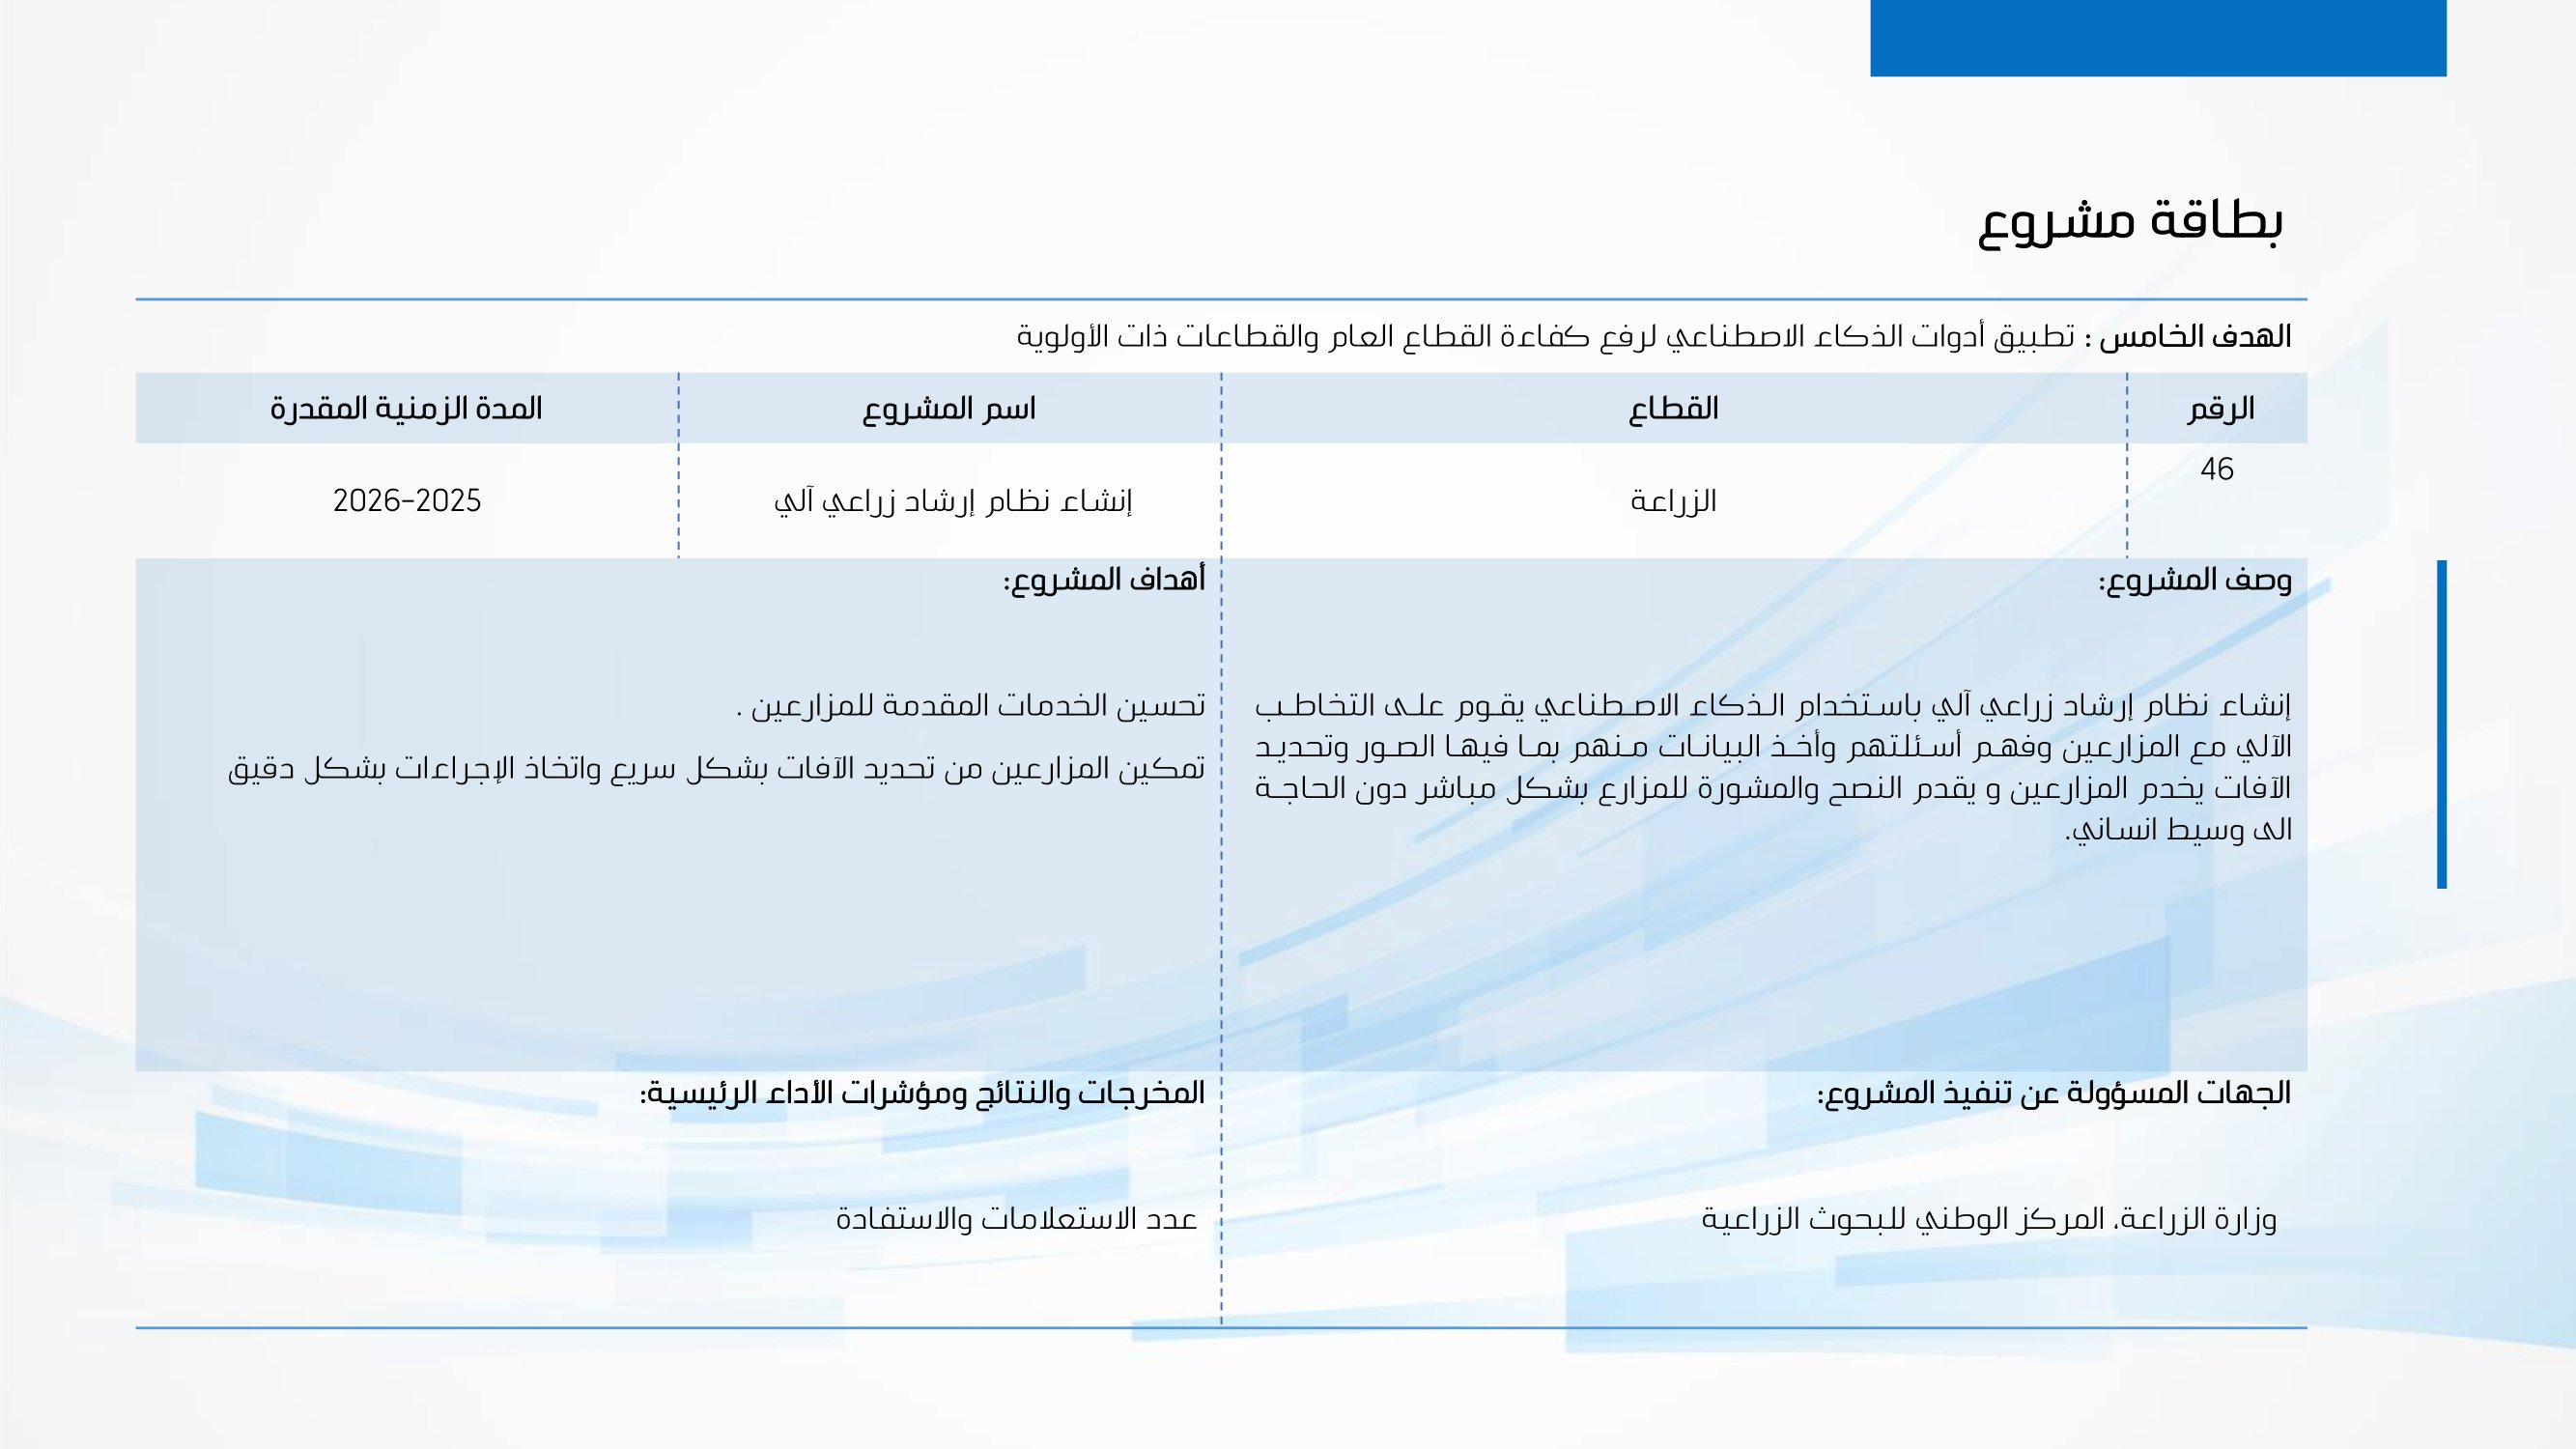 بطاقة مشروع
الهدف الخامس : تطبيق أدوات الذكاء الاصطناعي لرفع كفاءة القطاع العام والقطاعات ذات الأولوية
الرقم
القطاع
اسم المشروع
المدة الزمنية المقدرة
46
الزراعة
إنشاء نظام إرشاد زراعي آلي
2025-2026
وصف المشروع:
إنشاء نظام إرشاد زراعي آلي باستخدام الذكاء الاصطناعي يقوم على التخاطب
الآلي مع المزارعين وفهم أسئلتهم وأخذ البيانات منهم بما فيها الصور وتحديد
الآفات يخدم المزارعين و يقدم النصح والمشورة للمزارع بشكل مباشر دون الحاجة
الى وسيط انساني.
أهداف المشروع:
تحسين الخدمات المقدمة للمزارعين .
تمكين المزارعين من تحديد الآفات بشكل سريع واتخاذ الإجراءات بشكل دقيق
الجهات المسؤولة عن تنفيذ المشروع:
وزارة الزراعة، المركز الوطني للبحوث الزراعية
المخرجات والنتائج ومؤشرات الأداء الرئيسية:
عدد الاستعلامات والاستفادة